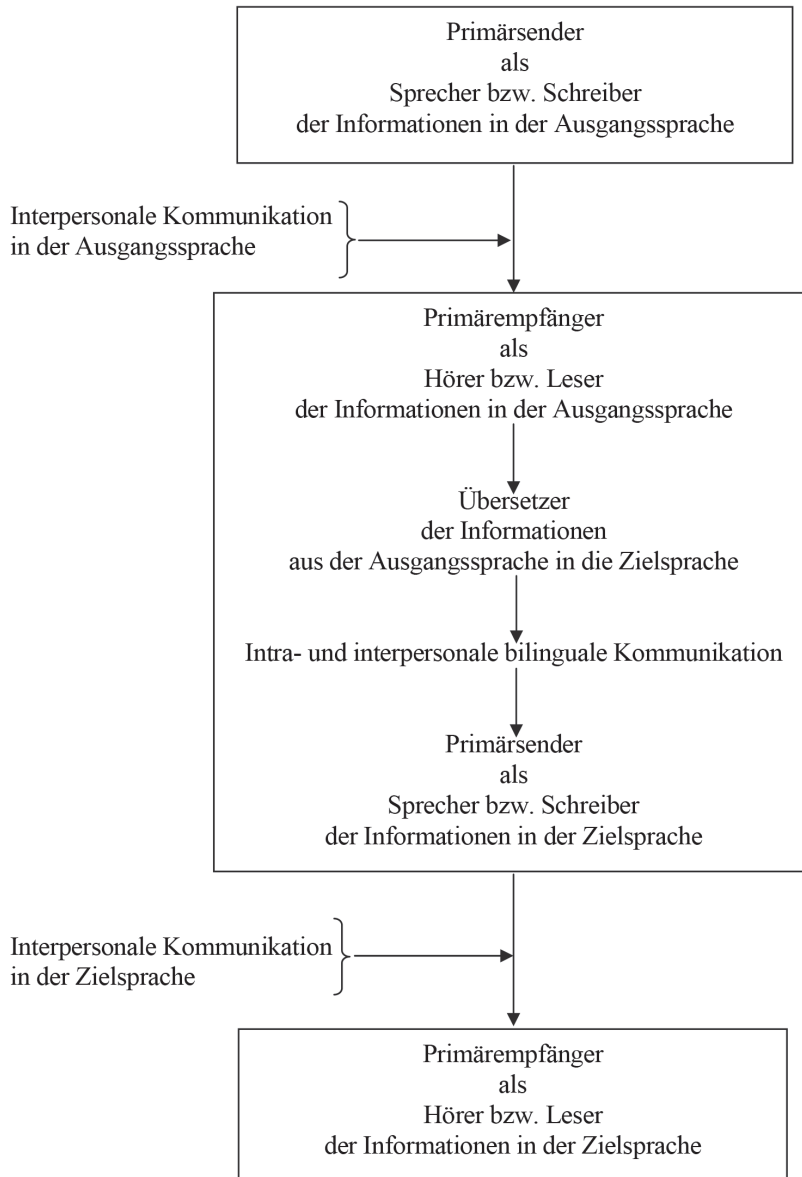 Primärsender
als
Sprecher bzw. Schreiber
der Informationen in der Ausgangssprache
Interpersonale Kommunikation
in der Ausgangssprache
Primärempfänger
als
Hörer bzw. Leser
der Informationen in der Ausgangssprache
Übersetzer
der Informationen
aus der Ausgangssprache in die Zielsprache
Intra- und interpersonale bilinguale Kommunikation
Primärsender
als
Sprecher bzw. Schreiber
der Informationen in der Zielsprache
Interpersonale Kommunikation
in der Zielsprache
Primärempfänger
als
Hörer bzw. Leser
der Informationen in der Zielsprache